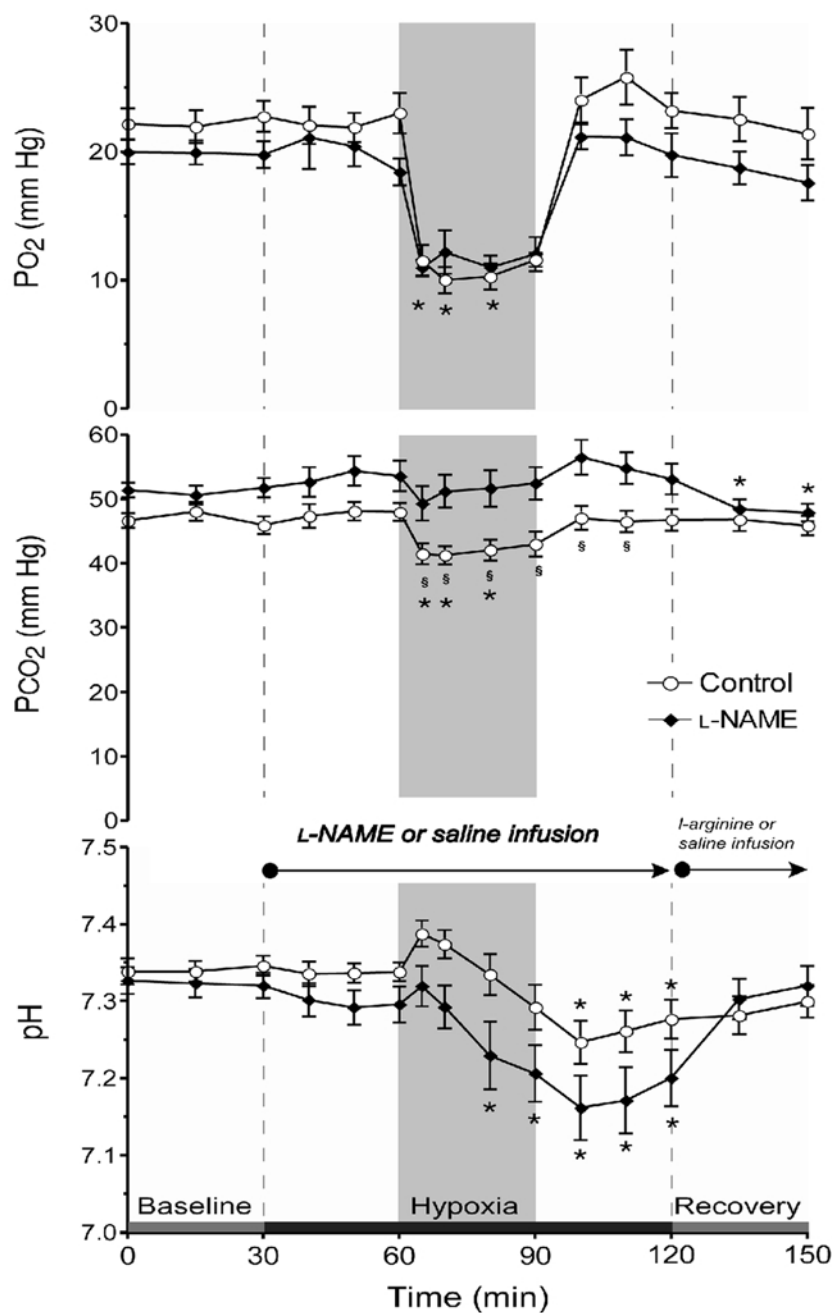 30
20
10
0
PO2 (mm Hg)
* * *
60
50
40
30
20
10
0
PCO2 (mm Hg)
* *
§ § § § § §
* * *
Control
L-NAME
L-NAME or saline infusion
l-arginine or
saline infusion
7.5
7.4
7.3
7.2
7.1
7.0
pH
* * *
* * * * *
Baseline Hypoxia Recovery
0 30 60 90 120 150
Time (min)